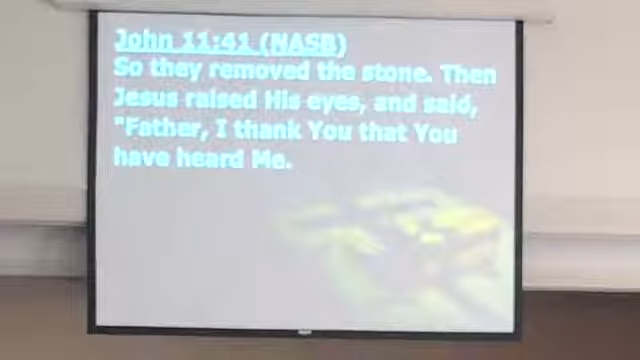 John 11:41 (NASB)
So they removed the stone. Then
Jesus raised His eyes, and said,
"Father, I thank You that You
have heard Me.